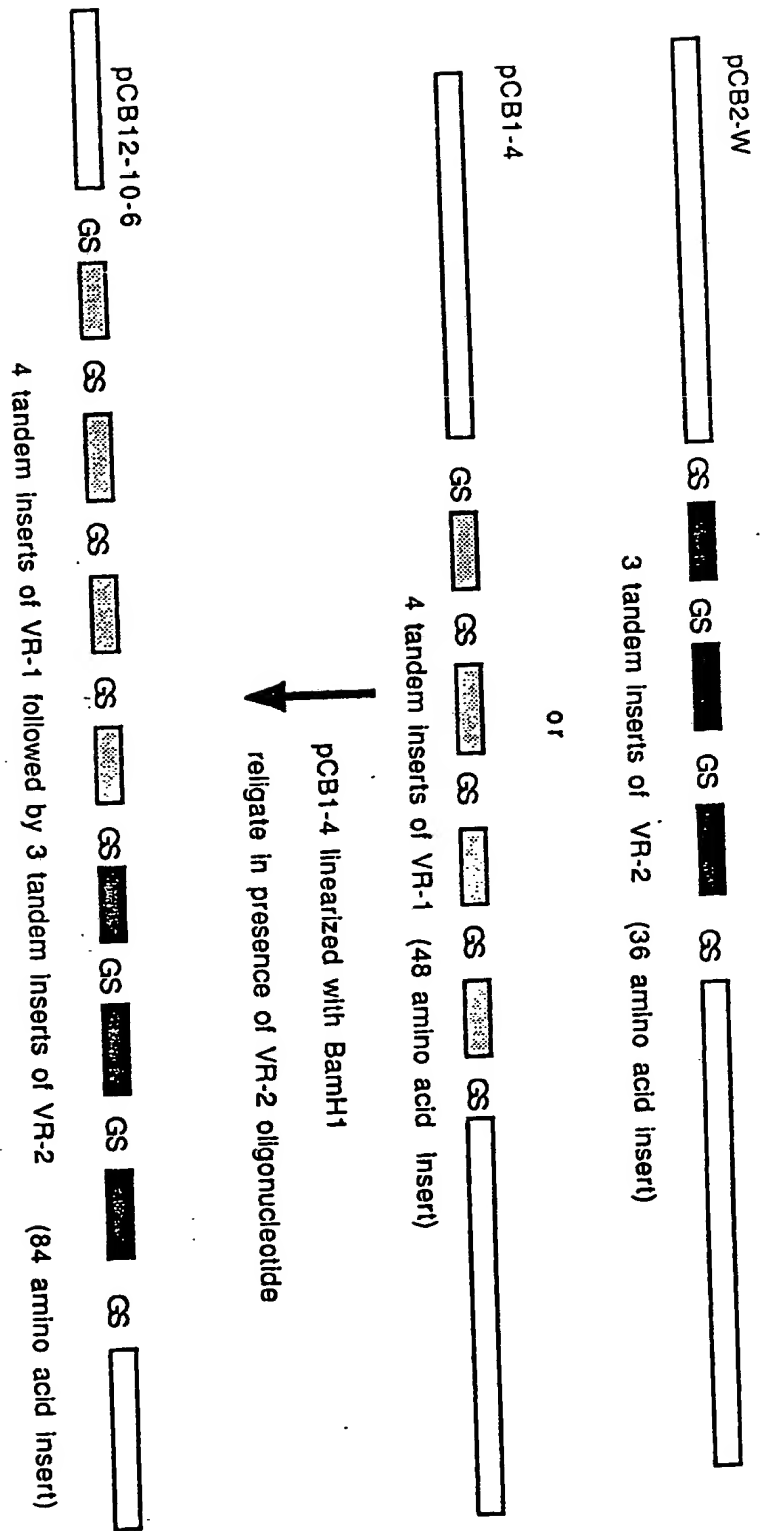 pCB2-W
GS GS GS GS
3 tandem inserts of VR-2 (36 amino acid insert)
or
pCB1-4
GS GS GS GS GS
4 tandem inserts of VR-1 (48 amino acid insert)
pCB1-4 linearized with BamH1
religate in presence of VR-2 oligonucleotide
pCB12-10-6
GS GS GS GS GS GS GS GS
4 tandem inserts of VR-1 followed by 3 tandem inserts of VR-2 (84 amino acid insert)